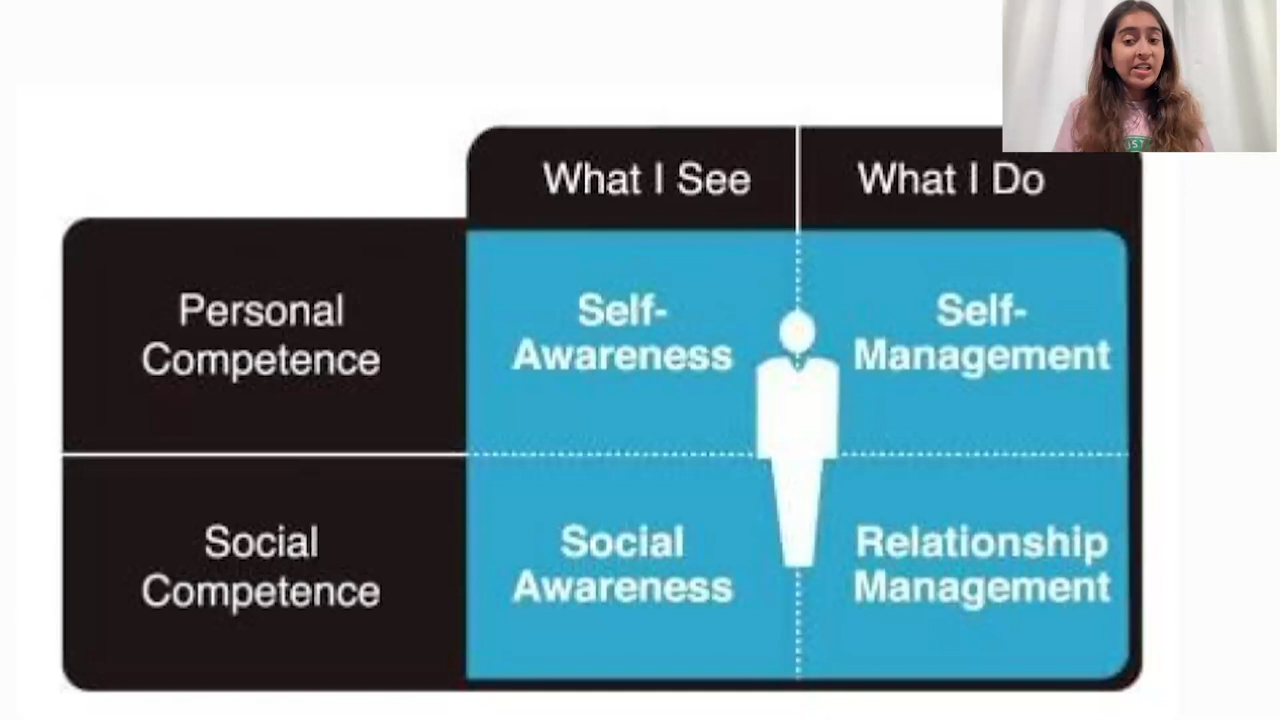 What I See
What I Do
Personal
Competence
Self-
Awareness
Self-
Management
Social
Competence
Social
Awareness
Relationship
Management